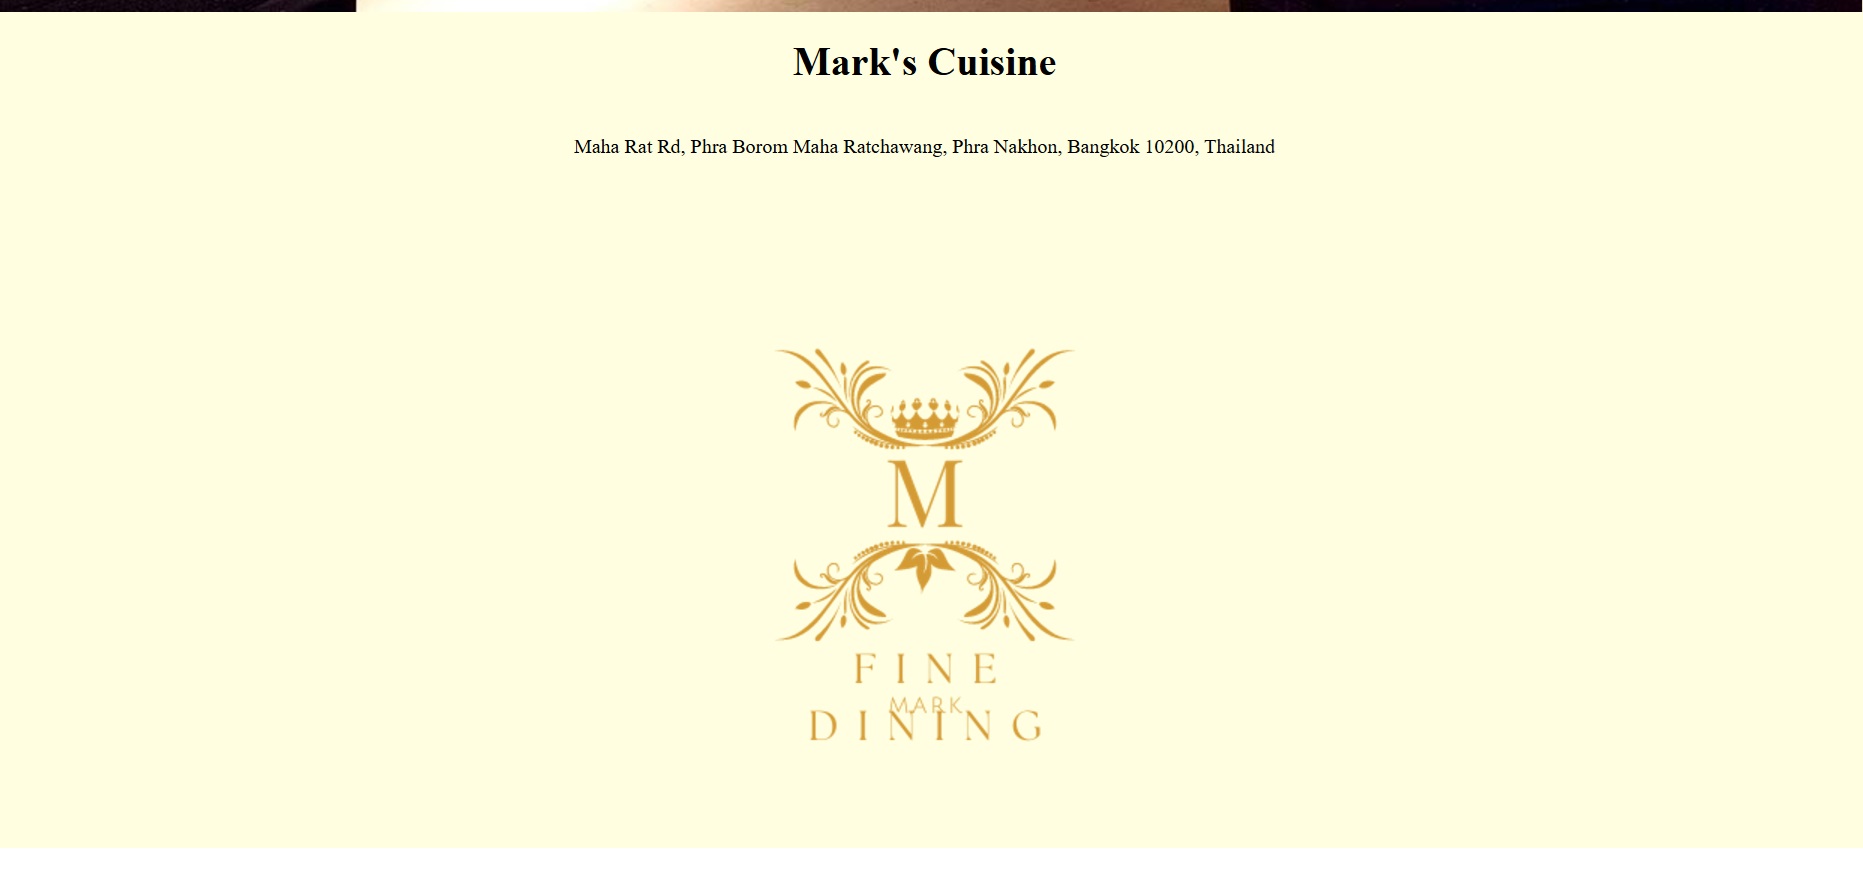 Mark's Cuisine
Maha Rat Rd, Phra Borom Maha Ratchawang, Phra Nakhon, Bangkok 10200, Thailand
M
FINE
MARK
DINING